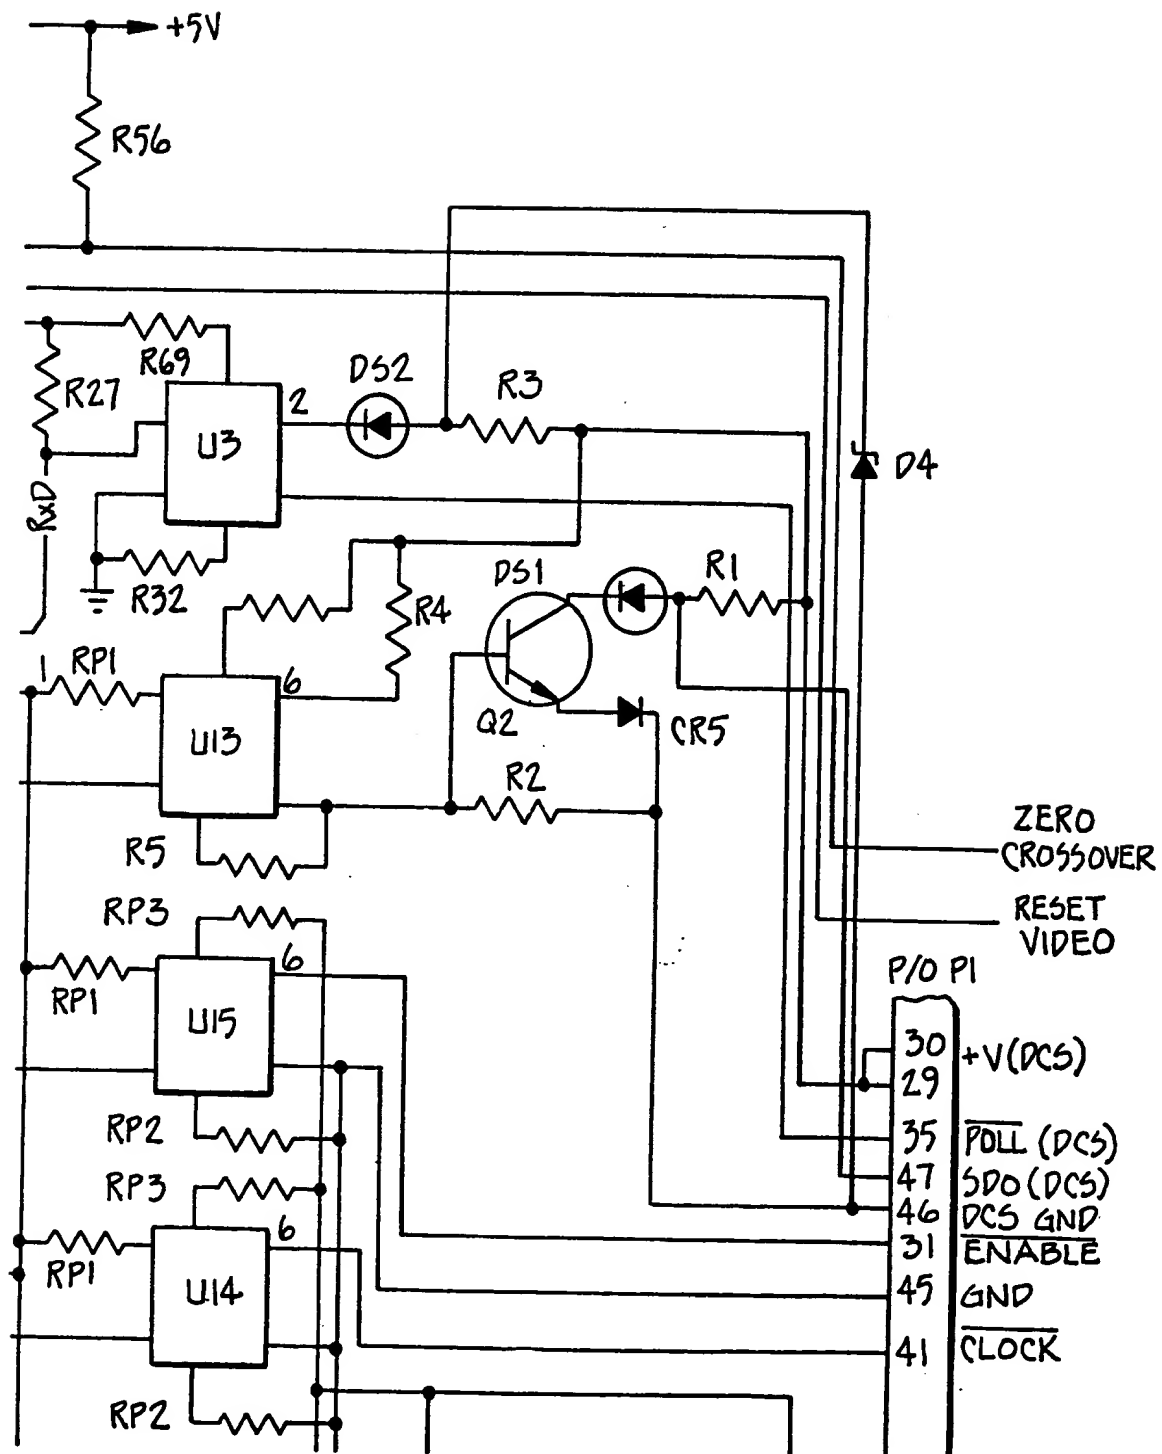 +5V
R56
R69
R27
DS2
2
R3
U3
D4
RxD
R32
DS1
R1
R4
1
RP1
6
Q2
CR5
U13
R2
R5
ZERO
CROSSOVER
RP3
RESET
VIDEO
6
P/O P1
RP1
U15
30
+V(DCS)
29
RP2
35
POLL (DCS)
RP3
47
SDO (DCS)
46
DCS GND
6
31
ENABLE
RP1
U14
45
GND
41
CLOCK
RP2